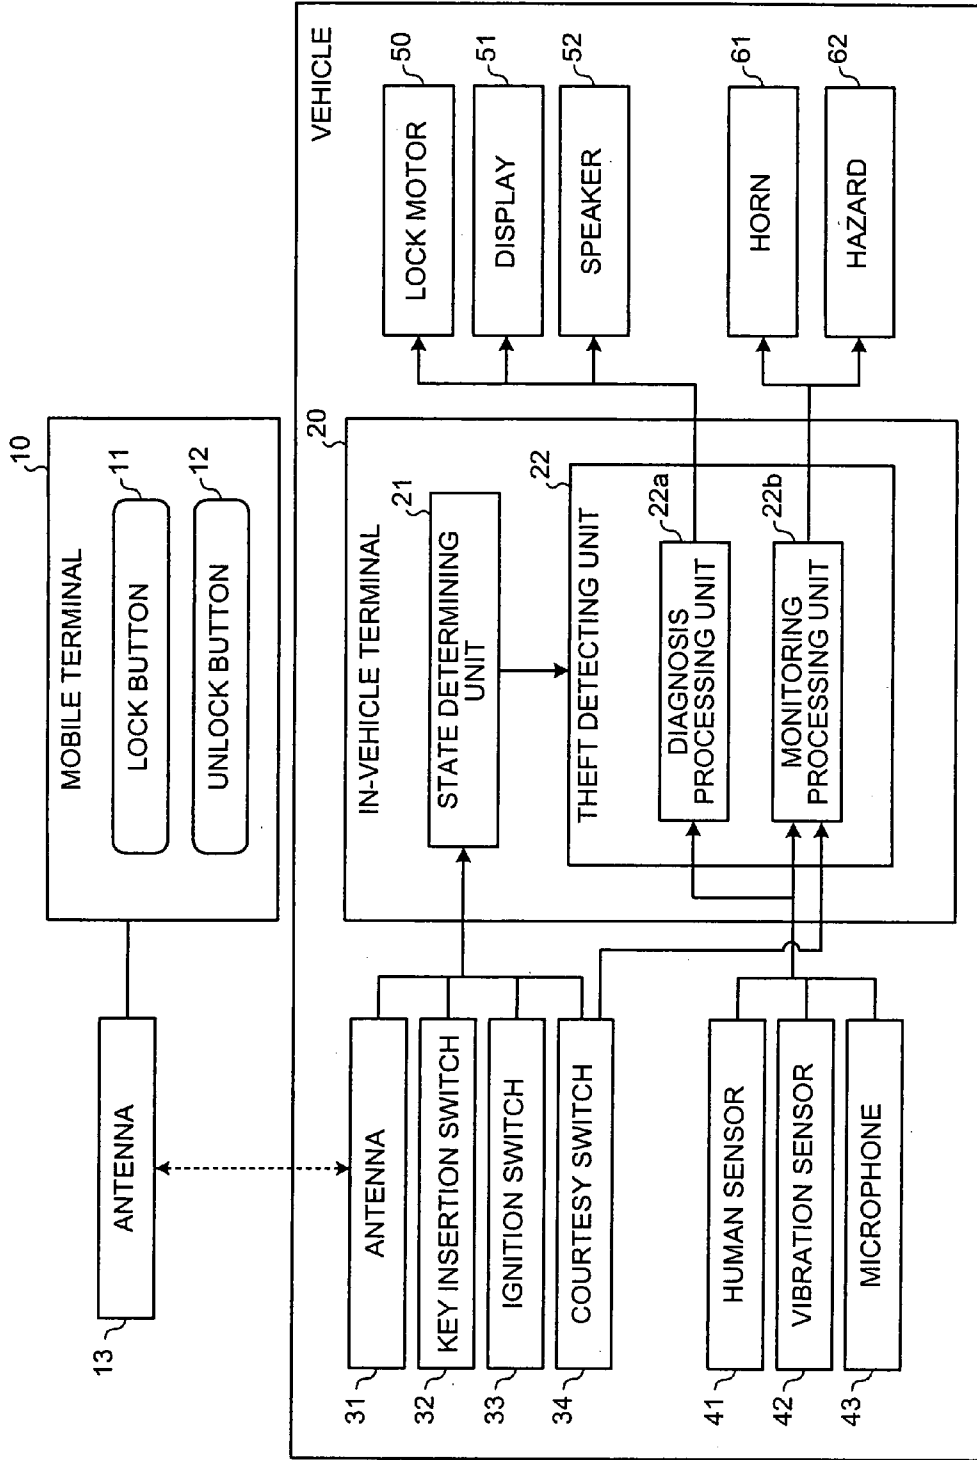 10
MOBILE TERMINAL
11
LOCK BUTTON
12
UNLOCK BUTTON
13
ANTENNA
VEHICLE
20
IN-VEHICLE TERMINAL
21
STATE DETERMINING
UNIT
22
THEFT DETECTING UNIT
22a
DIAGNOSIS
PROCESSING UNIT
22b
MONITORING
PROCESSING UNIT
31
ANTENNA
32
KEY INSERTION SWITCH
33
IGNITION SWITCH
34
COURTESY SWITCH
41
HUMAN SENSOR
42
VIBRATION SENSOR
43
MICROPHONE
50
LOCK MOTOR
51
DISPLAY
52
SPEAKER
61
HORN
62
HAZARD